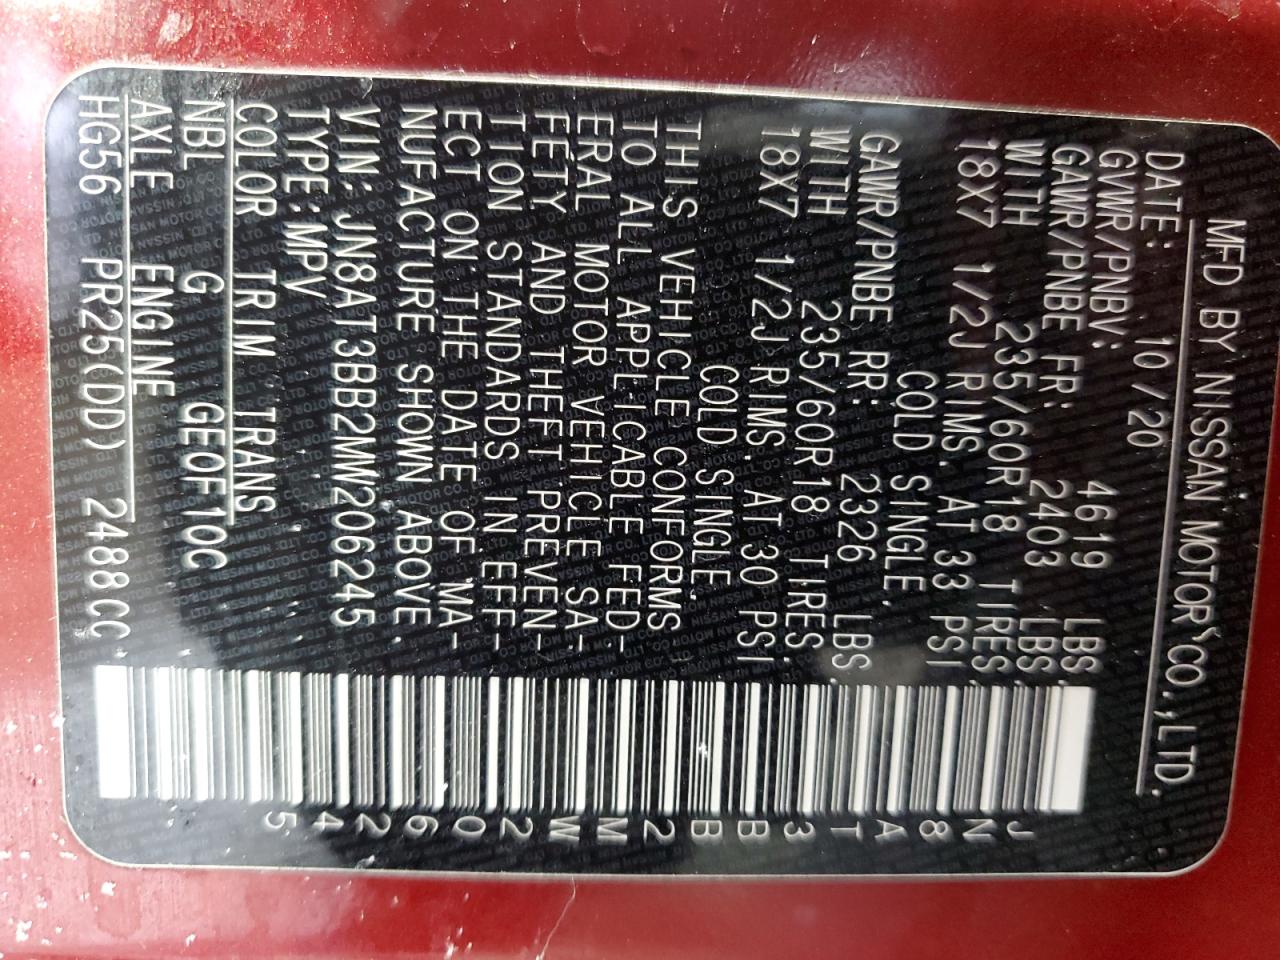 MFD BY NISSAN MOTOR CO.,LTD.
DATE: 10/20
GVWR/PNBV: 4619 LBS.
GAWR/PNBE FR: 2403 LBS.
WITH 235/60R18 TIRES,
18X7 1/2J RIMS, AT 33 PSI
COLD SINGLE.
GAWR/PNBE RR: 2326 LBS.
WITH 235/60R18 TIRES,
18X7 1/2J RIMS, AT 30 PSI
COLD SINGLE.
THIS VEHICLE CONFORMS
TO ALL APPLICABLE FED-
ERAL MOTOR VEHICLE SA-
FETY AND THEFT PREVEN-
TION STANDARDS IN EFF-
ECT ON THE DATE OF MA-
NUFACTURE SHOWN ABOVE.
VIN: JN8AT3BB2MW206245
TYPE:MPV
COLOR TRIM TRANS
NBL G GE0F10C
AXLE ENGINE
HG56 PR25(DD) 2488CC
JN8AT3BB2MW206245